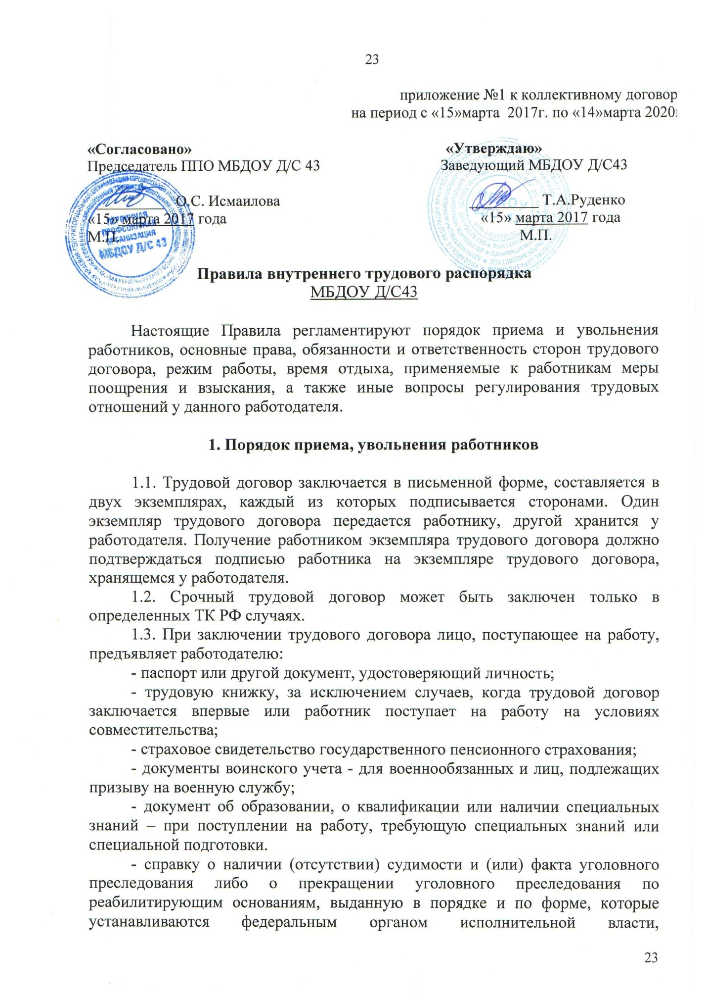 23
приложение №1 к коллективному договор
на период с «15»марта 2017г. по «14»марта 2020г
«Согласовано» «Утверждаю»
Председатель ППО МБДОУ Д/С 43 Заведующий МБДОУ Д/С43
О.С. Исмаилова Т.А.Руденко
«15» марта 2017 года «15» марта 2017 года
М.П. М.П.
ПЕРВИЧНАЯ
ПРОФСОЮЗНАЯ
ОРГАНИЗАЦИЯ
МБДОУ Д/С 43
Правила внутреннего трудового распорядка
МБДОУ Д/С43
Настоящие Правила регламентируют порядок приема и увольнения
работников, основные права, обязанности и ответственность сторон трудового
договора, режим работы, время отдыха, применяемые к работникам меры
поощрения и взыскания, а также иные вопросы регулирования трудовых
отношений у данного работодателя.
1. Порядок приема, увольнения работников
1.1. Трудовой договор заключается в письменной форме, составляется в
двух экземплярах, каждый из которых подписывается сторонами. Один
экземпляр трудового договора передается работнику, другой хранится у
работодателя. Получение работником экземпляра трудового договора должно
подтверждаться подписью работника на экземпляре трудового договора,
хранящемся у работодателя.
1.2. Срочный трудовой договор может быть заключен только в
определенных ТК РФ случаях.
1.3. При заключении трудового договора лицо, поступающее на работу,
предъявляет работодателю:
- паспорт или другой документ, удостоверяющий личность;
- трудовую книжку, за исключением случаев, когда трудовой договор
заключается впервые или работник поступает на работу на условиях
совместительства;
- страховое свидетельство государственного пенсионного страхования;
- документы воинского учета - для военнообязанных и лиц, подлежащих
призыву на военную службу;
- документ об образовании, о квалификации или наличии специальных
знаний – при поступлении на работу, требующую специальных знаний или
специальной подготовки.
- справку о наличии (отсутствии) судимости и (или) факта уголовного
преследования либо о прекращении уголовного преследования по
реабилитирующим основаниям, выданную в порядке и по форме, которые
устанавливаются федеральным органом исполнительной власти,
23